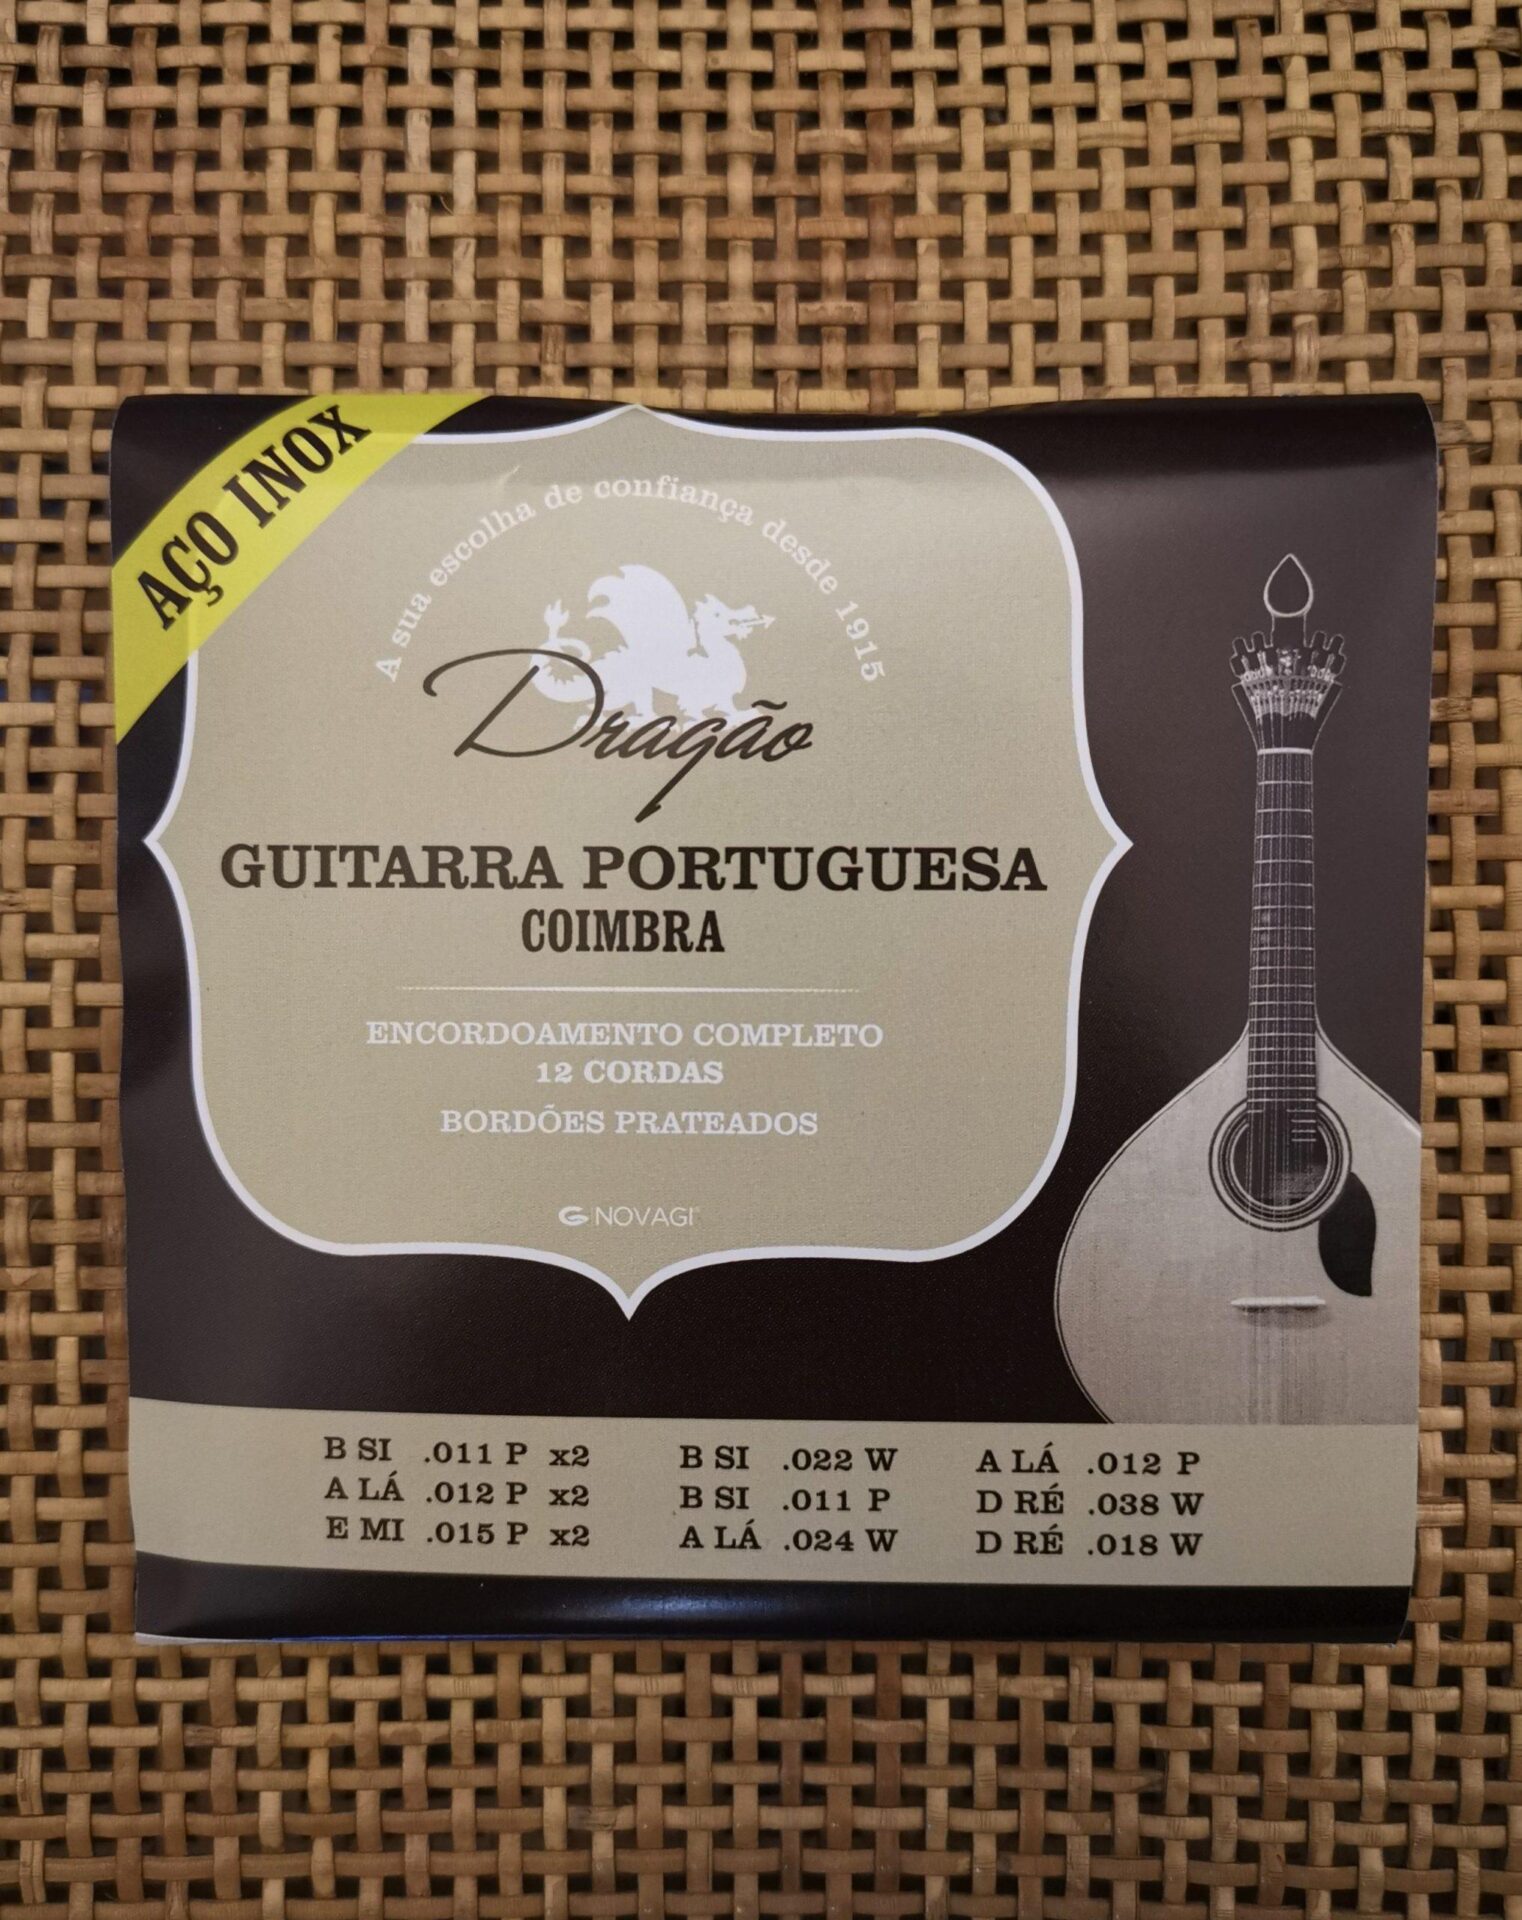 AÇO INOX
A sua escolha de confiança desde 1915
Dragão
GUITARRA PORTUGUESA
COIMBRA
ENCORDOAMENTO COMPLETO
12 CORDAS
BORDÕES PRATEADOS
G NOVAGI
B SI .011 P x2
A LÁ .012 P x2
E MI .015 P x2
B SI .022 W
B SI .011 P
A LÁ .024 W
A LÁ .012 P
D RÉ .038 W
D RÉ .018 W